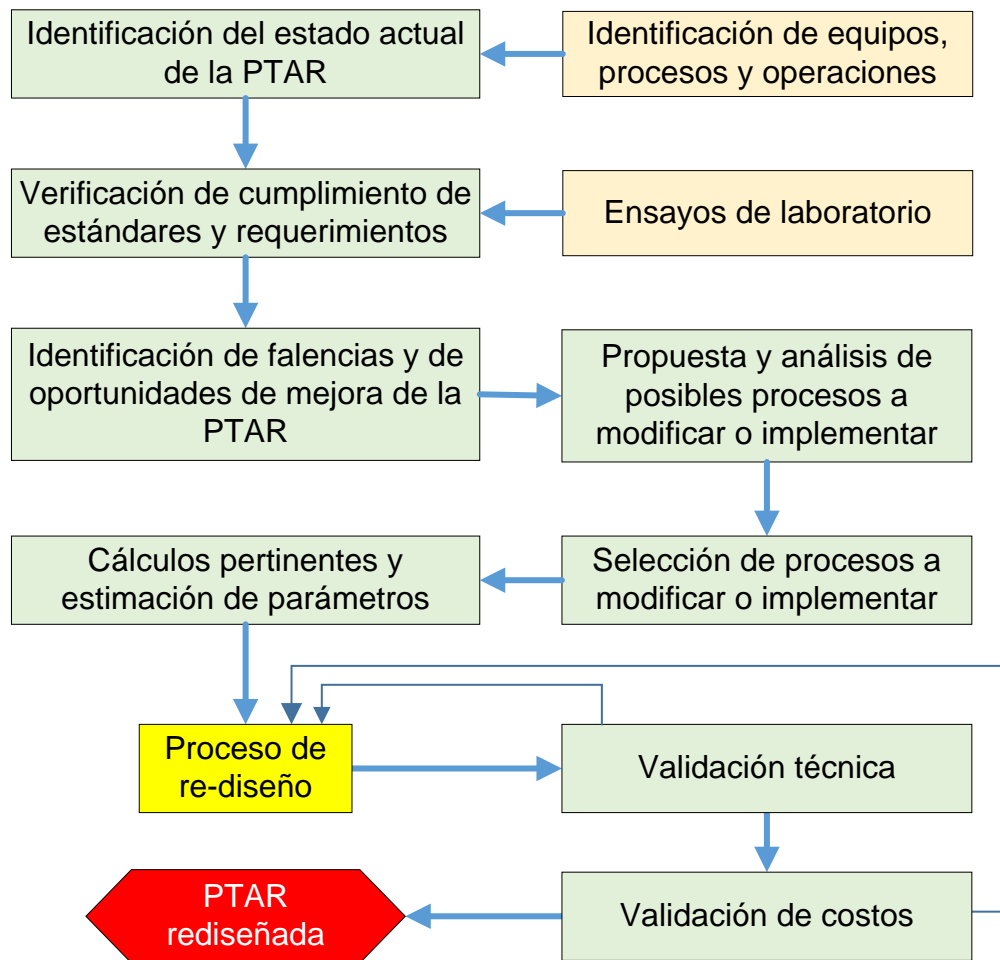 Identificación del estado actual
de la PTAR
Identificación de equipos,
procesos y operaciones
Verificación de cumplimiento de
estándares y requerimientos
Ensayos de laboratorio
Identificación de falencias y de
oportunidades de mejora de la
PTAR
Propuesta y análisis de
posibles procesos a
modificar o implementar
Cálculos pertinentes y
estimación de parámetros
Selección de procesos a
modificar o implementar
Proceso de
re-diseño
Validación técnica
PTAR
rediseñada
Validación de costos